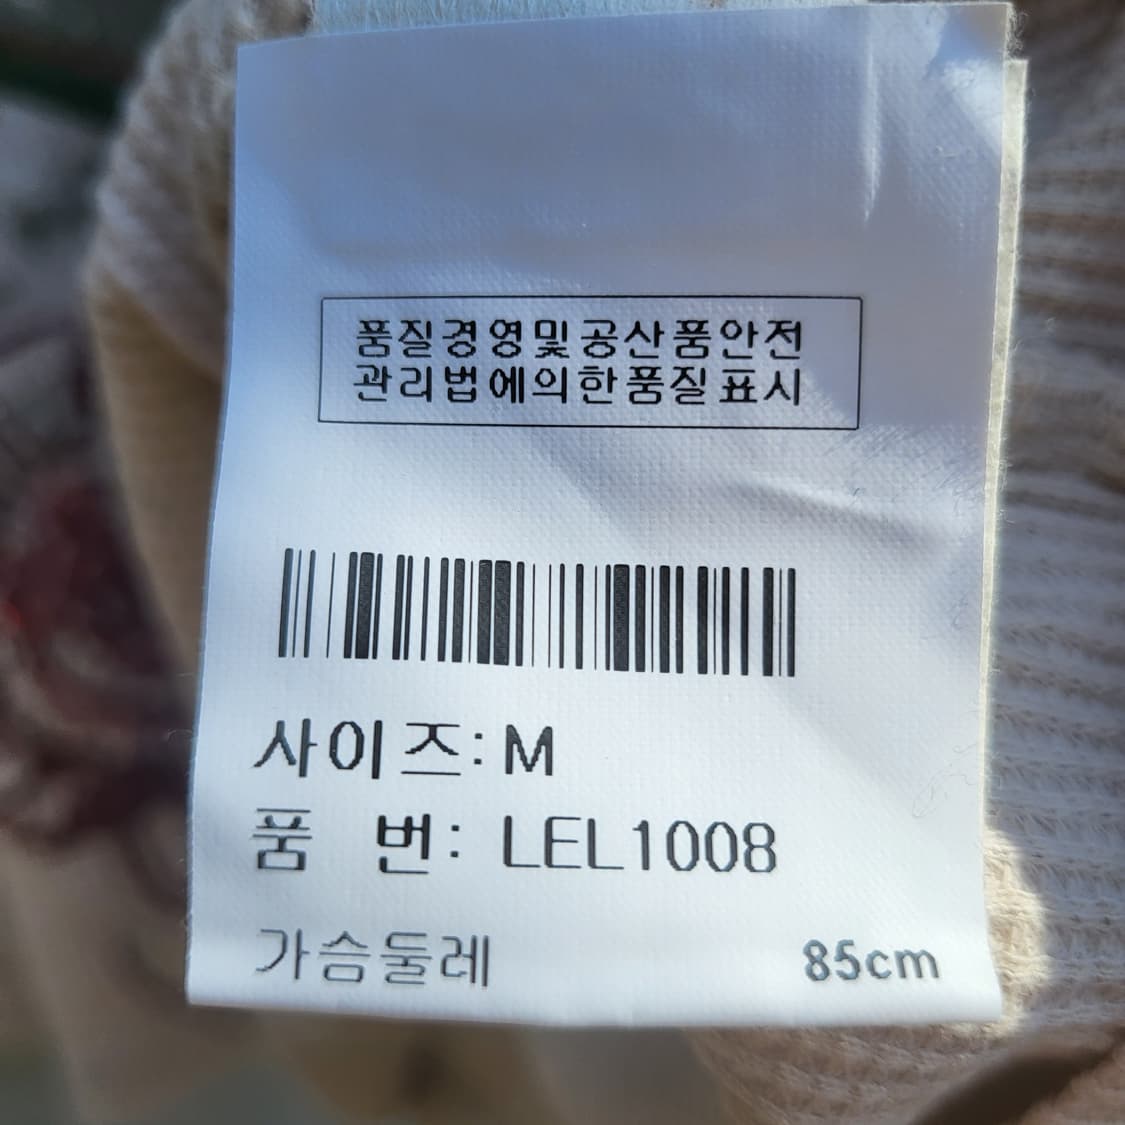 품질경영및공산품안전
관리법에의한품질표시
사이즈: M
품 번: LEL1008
가슴둘레 85cm